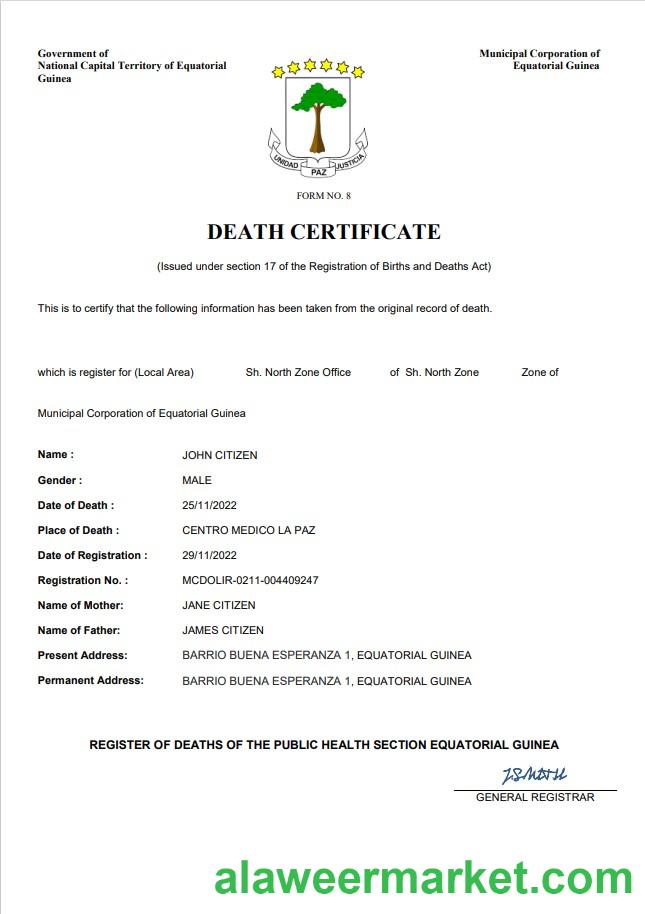 Government of
National Capital Territory of Equatorial
Guinea
Municipal Corporation of
Equatorial Guinea
UNIDAD PAZ JUSTICIA
FORM NO. 8
DEATH CERTIFICATE
(Issued under section 17 of the Registration of Births and Deaths Act)
This is to certify that the following information has been taken from the original record of death.
which is register for (Local Area) Sh. North Zone Office of Sh. North Zone Zone of
Municipal Corporation of Equatorial Guinea
Name : JOHN CITIZEN
Gender : MALE
Date of Death : 25/11/2022
Place of Death : CENTRO MEDICO LA PAZ
Date of Registration : 29/11/2022
Registration No. : MCDOLIR-0211-004409247
Name of Mother: JANE CITIZEN
Name of Father: JAMES CITIZEN
Present Address: BARRIO BUENA ESPERANZA 1, EQUATORIAL GUINEA
Permanent Address: BARRIO BUENA ESPERANZA 1, EQUATORIAL GUINEA
REGISTER OF DEATHS OF THE PUBLIC HEALTH SECTION EQUATORIAL GUINEA
GENERAL REGISTRAR
alaweermarket.com